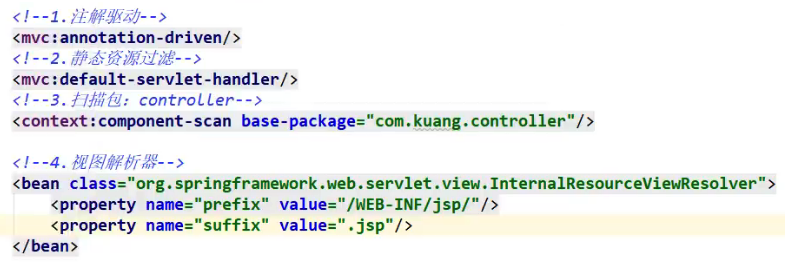 <!--1.注解驱动-->
<mvc:annotation-driven/>
<!--2.静态资源过滤-->
<mvc:default-servlet-handler/>
<!--3.扫描包：controller-->
<context:component-scan base-package="com.kuang.controller"/>
<!--4.视图解析器-->
<bean class="org.springframework.web.servlet.view.InternalResourceViewResolver">
<property name="prefix" value="/WEB-INF/jsp/"/>
<property name="suffix" value=".jsp"/>
</bean>